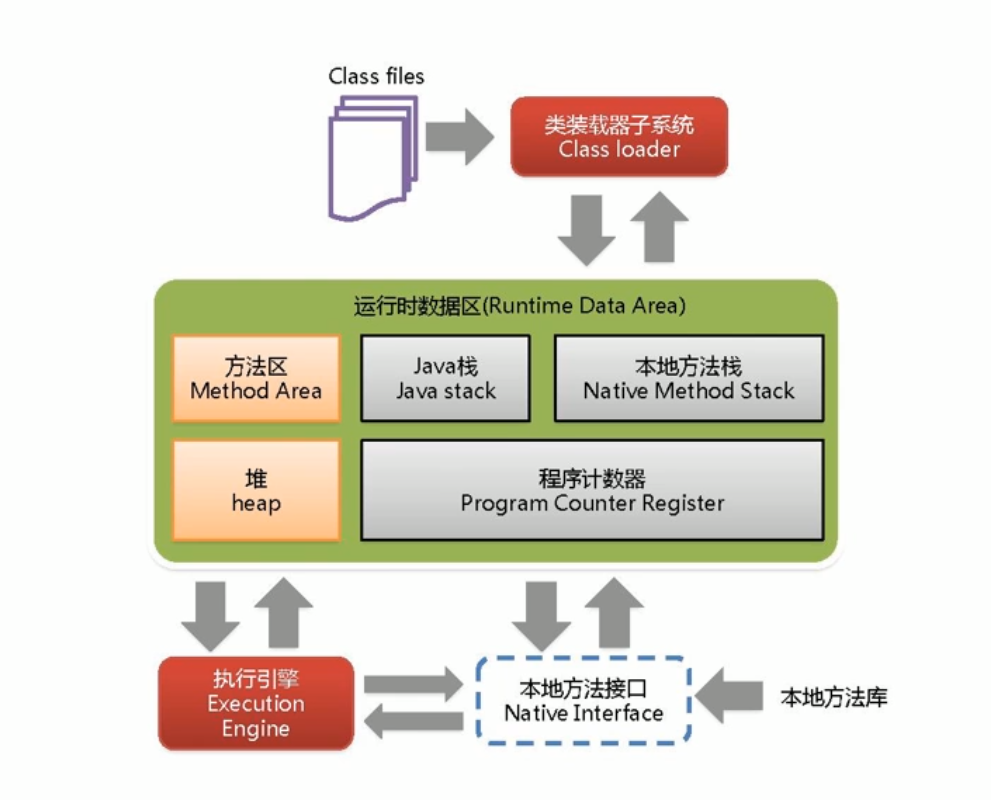 Class files
类装载器子系统
Class loader
运行时数据区(Runtime Data Area)
方法区
Method Area
Java栈
Java stack
本地方法栈
Native Method Stack
堆
heap
程序计数器
Program Counter Register
执行引擎
Execution
Engine
本地方法接口
Native Interface
本地方法库